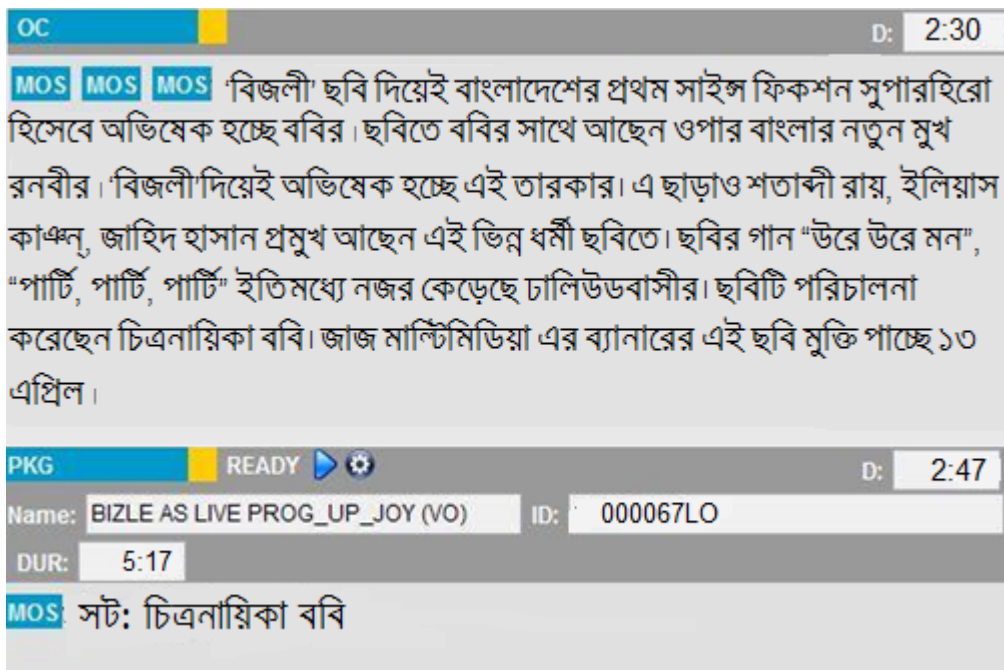 OC D: 2:30
MOS MOS MOS ‘বিজলী’ ছবি দিয়েই বাংলাদেশের প্রথম সাইন্স ফিকশন সুপারহিরো
হিসেবে অভিষেক হচ্ছে ববির। ছবিতে ববির সাথে আছেন ওপার বাংলার নতুন মুখ
রনবীর। ‘বিজলী’দিয়েই অভিষেক হচ্ছে এই তারকার। এ ছাড়াও শতাব্দী রায়, ইলিয়াস
কাঞ্চন্, জাহিদ হাসান প্রমুখ আছেন এই ভিন্ন ধর্মী ছবিতে। ছবির গান “উরে উরে মন”,
“পার্টি, পার্টি, পার্টি” ইতিমধ্যে নজর কেড়েছে ঢালিউডবাসীর। ছবিটি পরিচালনা
করেছেন চিত্রনায়িকা ববি। জাজ মাল্টিমিডিয়া এর ব্যানারের এই ছবি মুক্তি পাচ্ছে ১৩
এপ্রিল।
PKG READY D: 2:47
Name: BIZLE AS LIVE PROG_UP_JOY (VO) ID: 000067LO
DUR: 5:17
MOS সট: চিত্রনায়িকা ববি